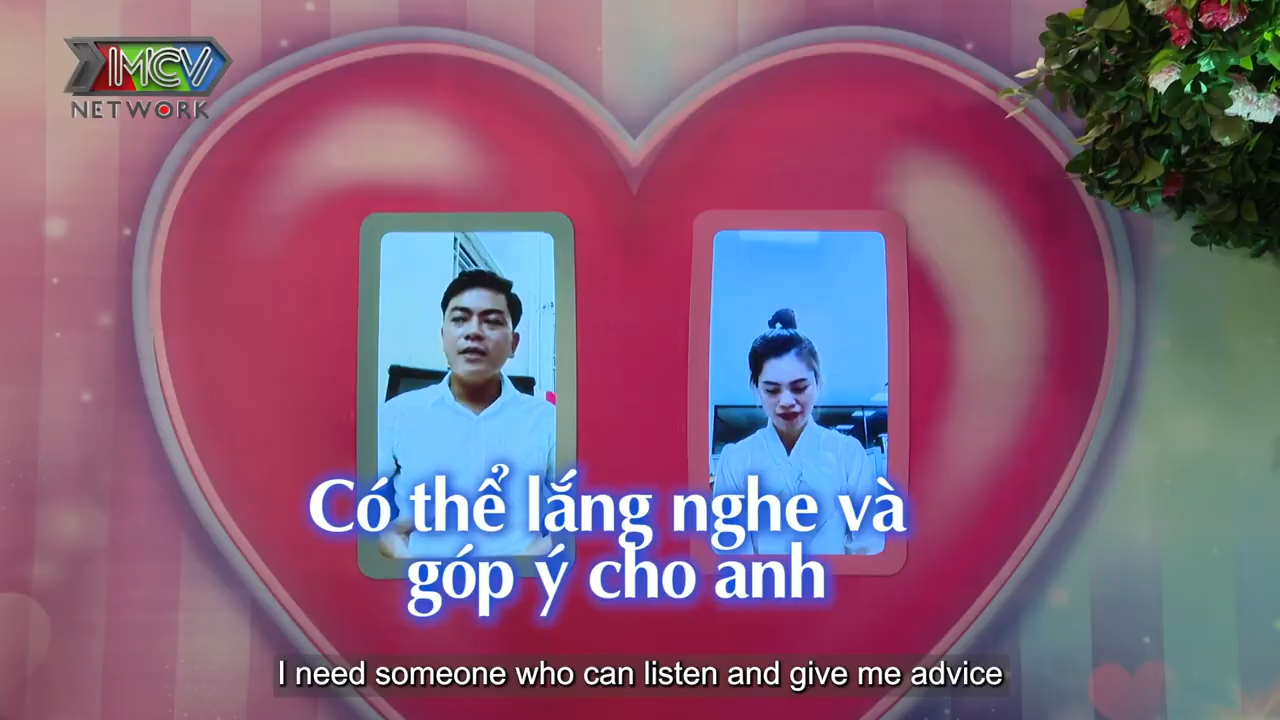 MCV
NETWORK
Có thể lắng nghe và
góp ý cho anh
I need someone who can listen and give me advice